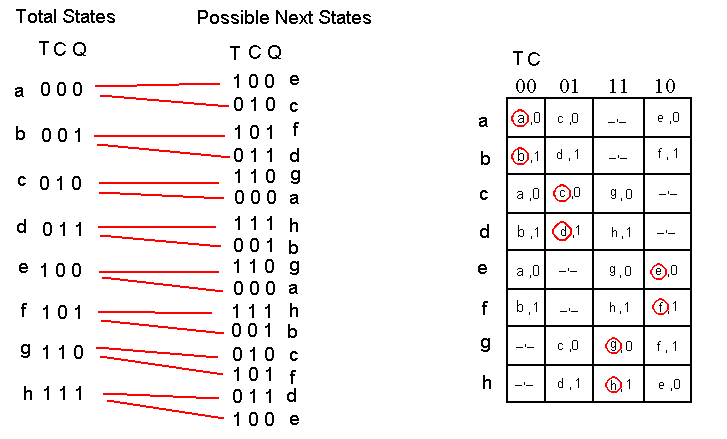 Total States
Possible Next States
T C Q
T C Q
a 0 0 0
1 0 0 e
0 1 0 c
b 0 0 1
1 0 1 f
0 1 1 d
c 0 1 0
1 1 0 g
0 0 0 a
d 0 1 1
1 1 1 h
0 0 1 b
e 1 0 0
1 1 0 g
0 0 0 a
f 1 0 1
1 1 1 h
0 0 1 b
g 1 1 0
0 1 0 c
1 0 1 f
h 1 1 1
0 1 1 d
1 0 0 e
T C
00 01 11 10
a a,0 c,0 –,– e,0
b b,1 d,1 –,– f,1
c a,0 c,0 g,0 –,–
d b,1 d,1 h,1 –,–
e a,0 –,– g,0 e,0
f b,1 –,– h,1 f,1
g –,– c,0 g,0 f,1
h –,– d,1 h,1 e,0